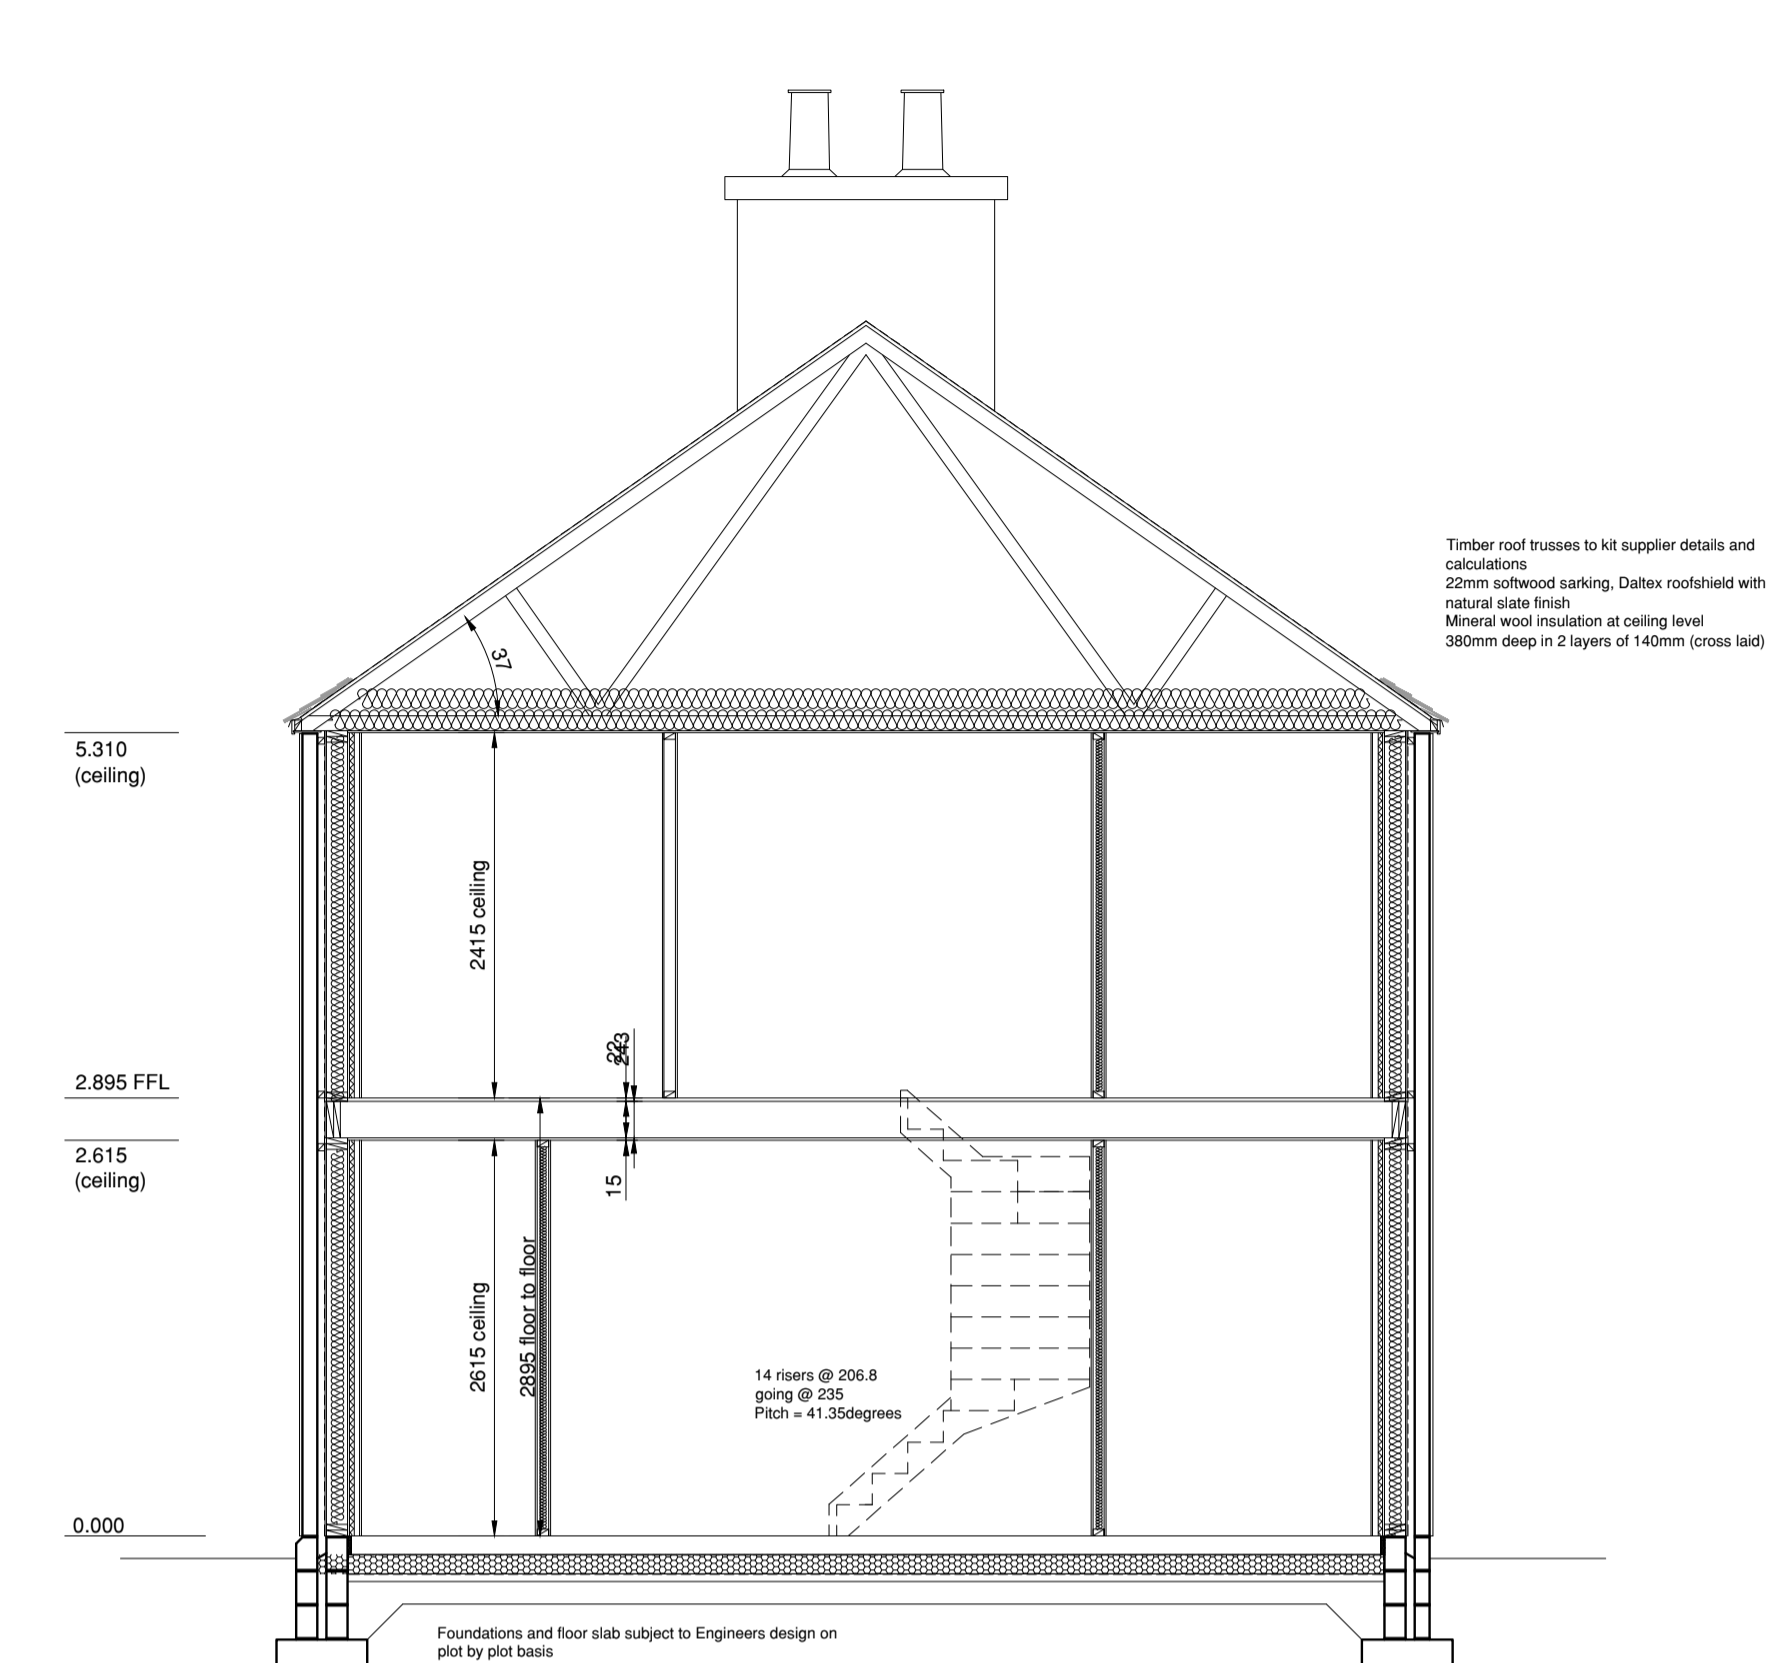 Timber roof trusses to kit supplier details and
calculations
22mm softwood sarking, Daltex roofshield with
natural slate finish
Mineral wool insulation at ceiling level
380mm deep in 2 layers of 140mm (cross laid)
37
5.310
(ceiling)
2415 ceiling
22
243
2.895 FFL
2.615
(ceiling)
15
2615 ceiling
2895 floor to floor
14 risers @ 206.8
going @ 235
Pitch = 41.35degrees
0.000
Foundations and floor slab subject to Engineers design on
plot by plot basis